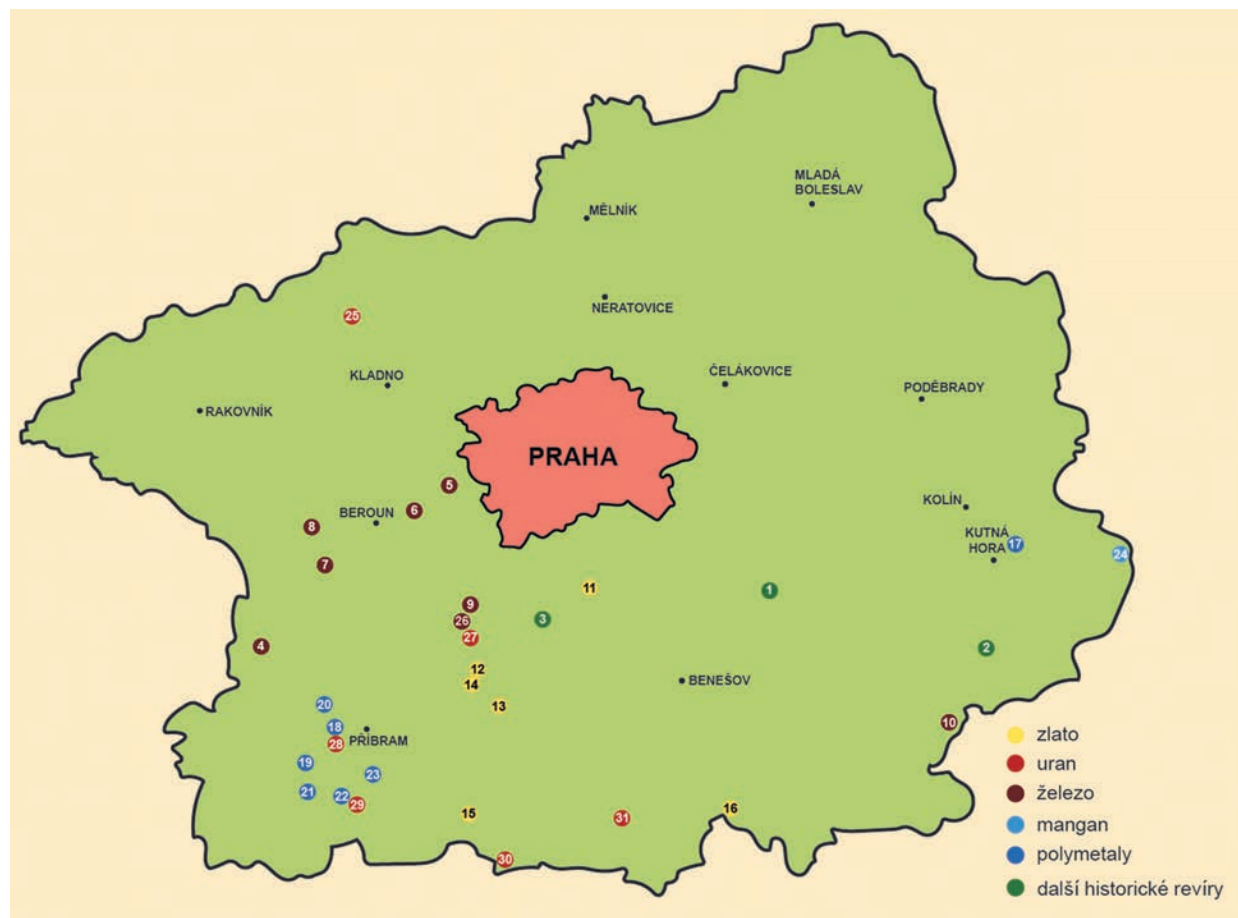 MLADÁ
BOLESLAV
MĚLNÍK
NERATOVICE
25
KLADNO
ČELÁKOVICE
PODĚBRADY
RAKOVNÍK
PRAHA
5
KOLÍN
6
BEROUN
8
KUTNÁ
HORA
17
24
7
11
1
9
3
26
27
4
2
12
14
BENEŠOV
13
20
18
10
PŘÍBRAM
28
zlato
19
uran
23
21
22
železo
29
15
31
16
mangan
polymetaly
30
další historické revíry